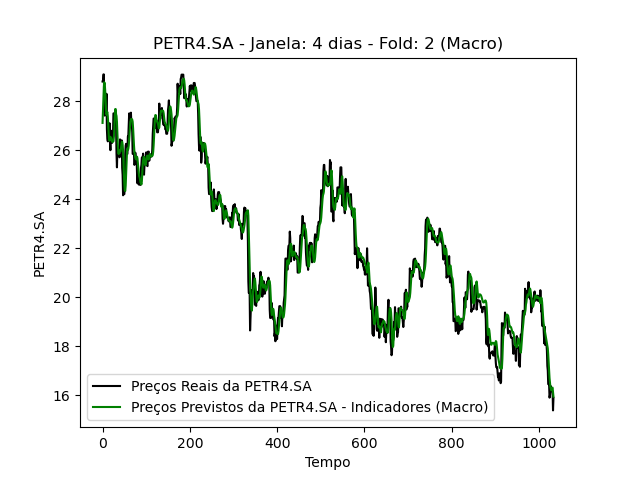 PETR4.SA - Janela: 4 dias - Fold: 2 (Macro)
PETR4.SA
28
26
24
22
20
18
16
Preços Reais da PETR4.SA
Preços Previstos da PETR4.SA - Indicadores (Macro)
0 200 400 600 800 1000
Tempo